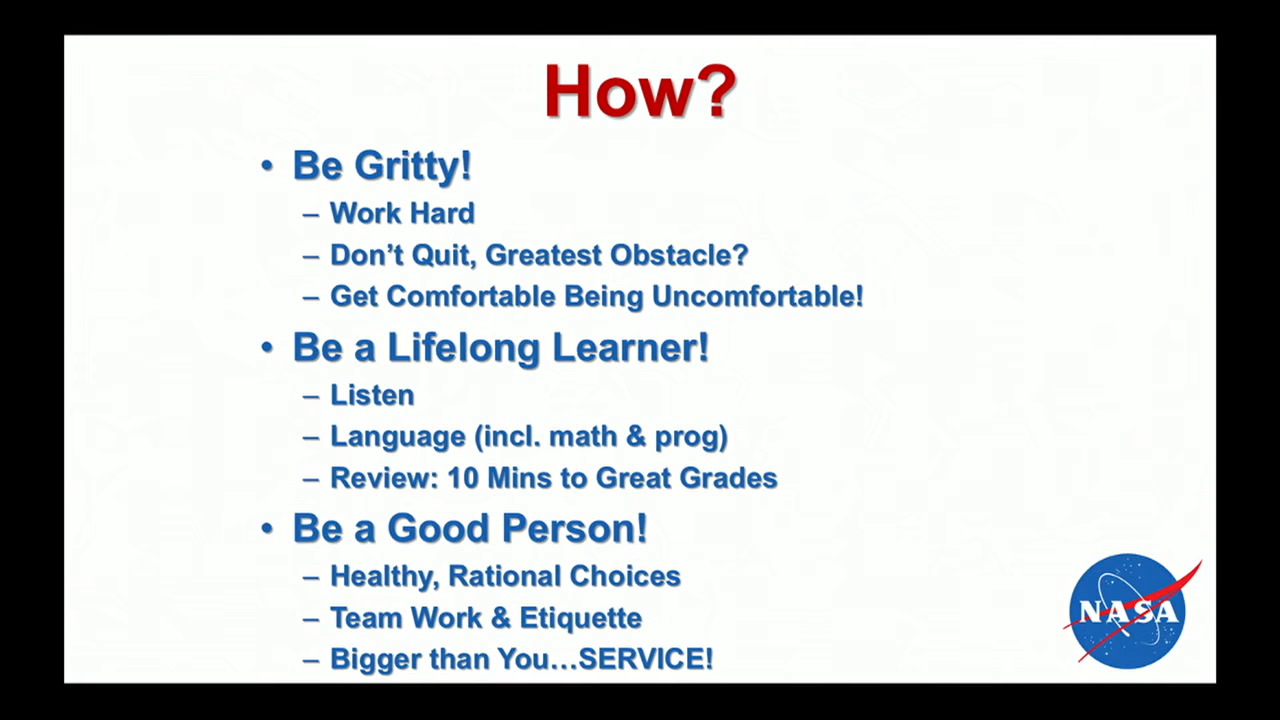 How?
• Be Gritty!
– Work Hard
– Don’t Quit, Greatest Obstacle?
– Get Comfortable Being Uncomfortable!
• Be a Lifelong Learner!
– Listen
– Language (incl. math & prog)
– Review: 10 Mins to Great Grades
• Be a Good Person!
– Healthy, Rational Choices
– Team Work & Etiquette
– Bigger than You…SERVICE!
NASA